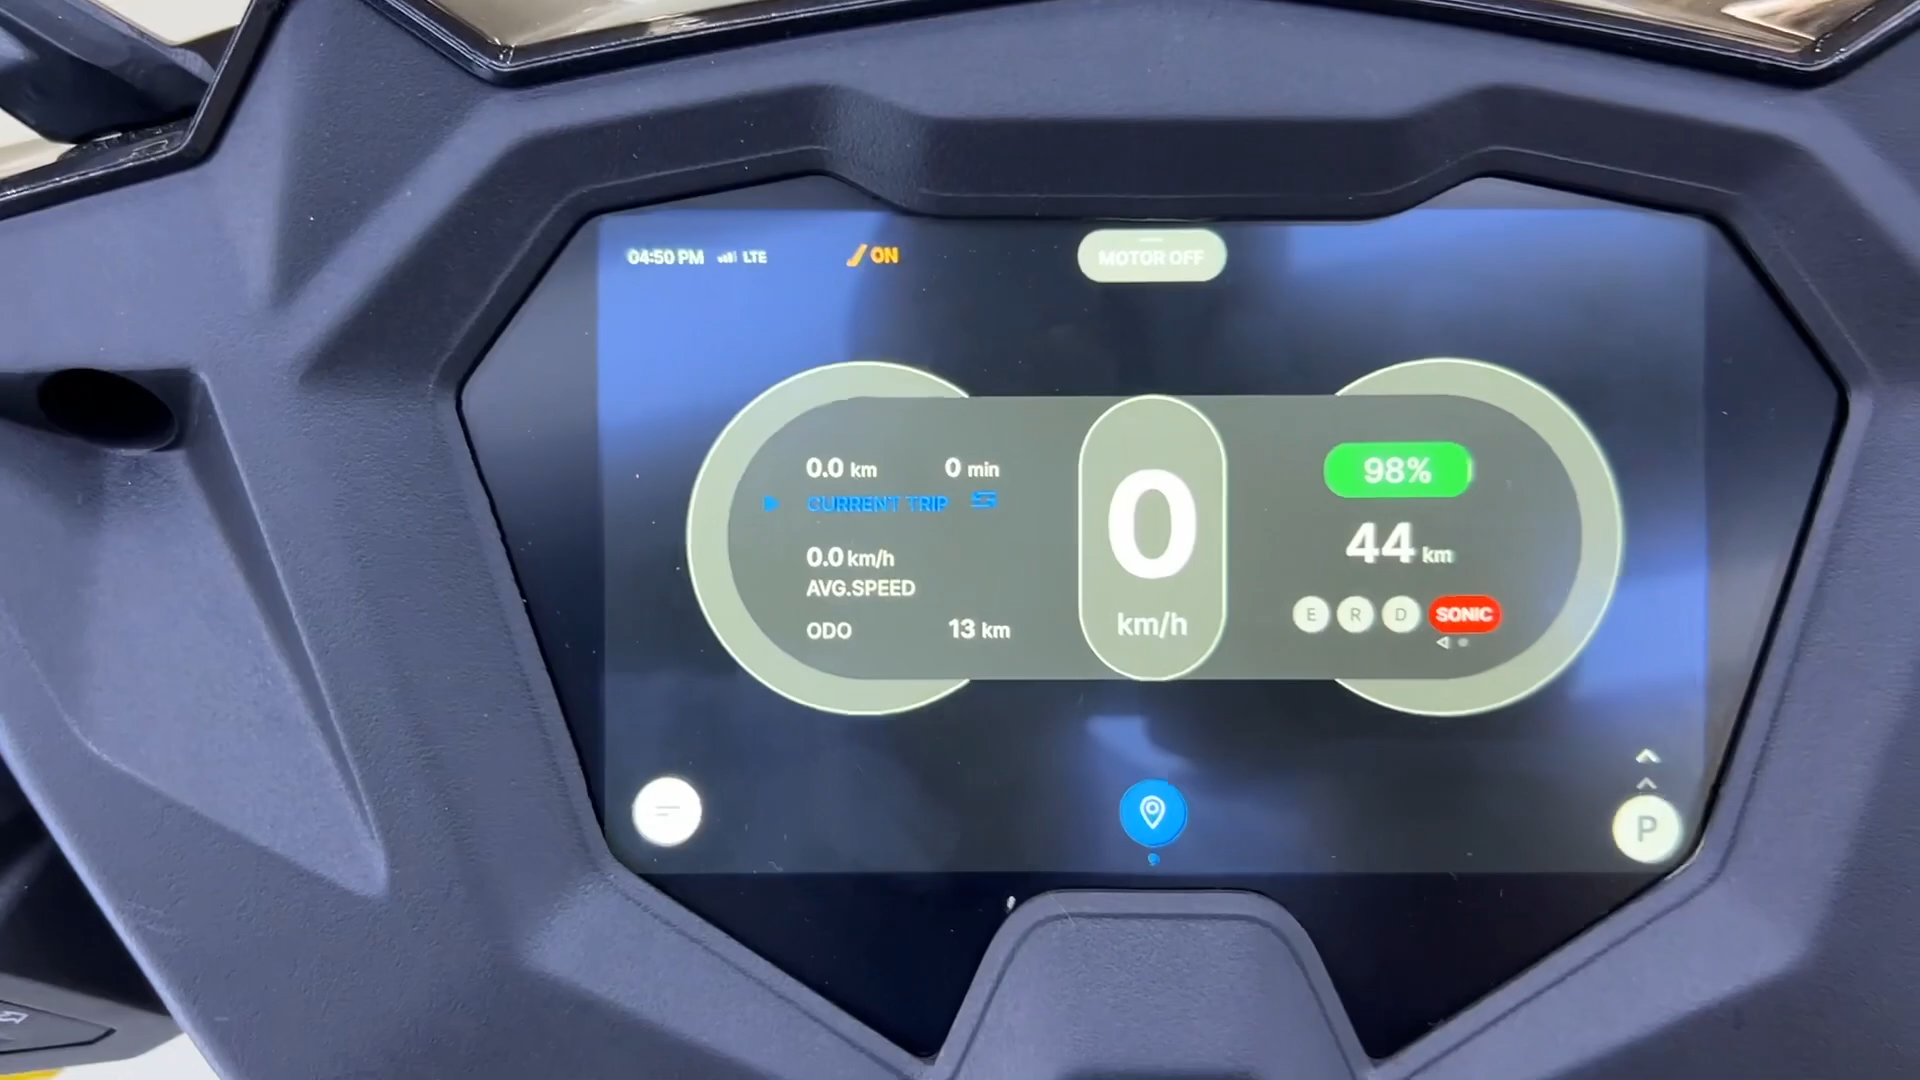 04:50 PM LTE ON MOTOR OFF
0.0 km 0 min
CURRENT TRIP
0.0 km/h
AVG.SPEED
ODO 13 km
0
km/h
98%
44 km
E R D SONIC
P